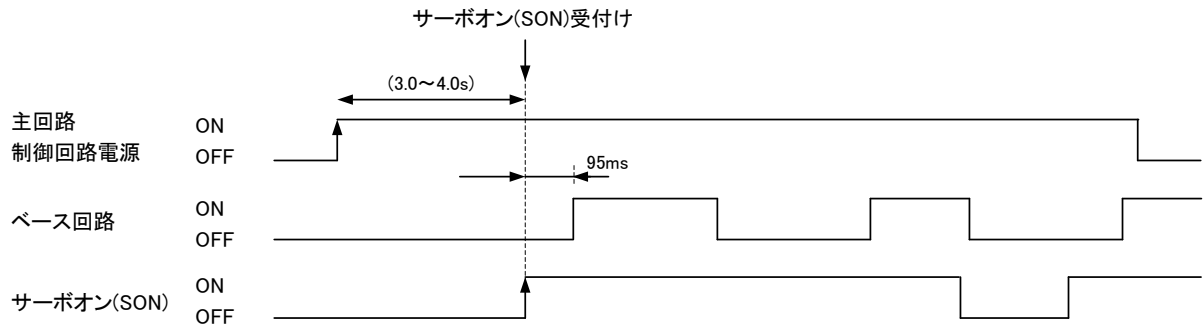 サーボオン(SON)受付け
(3.0～4.0s)
主回路 ON
制御回路電源 OFF
95ms
ベース回路 ON
OFF
サーボオン(SON) ON
OFF